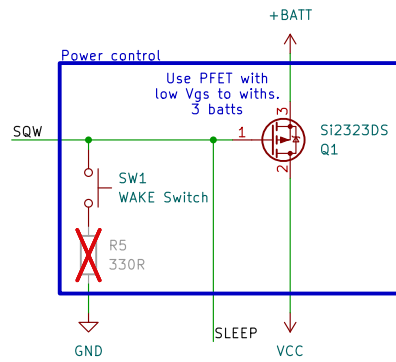 +BATT
Power control
Use PFET with
low Vgs to withs.
3 batts
SQW
1
3
2
Si2323DS
Q1
SW1
WAKE Switch
R5
330R
SLEEP
GND
VCC